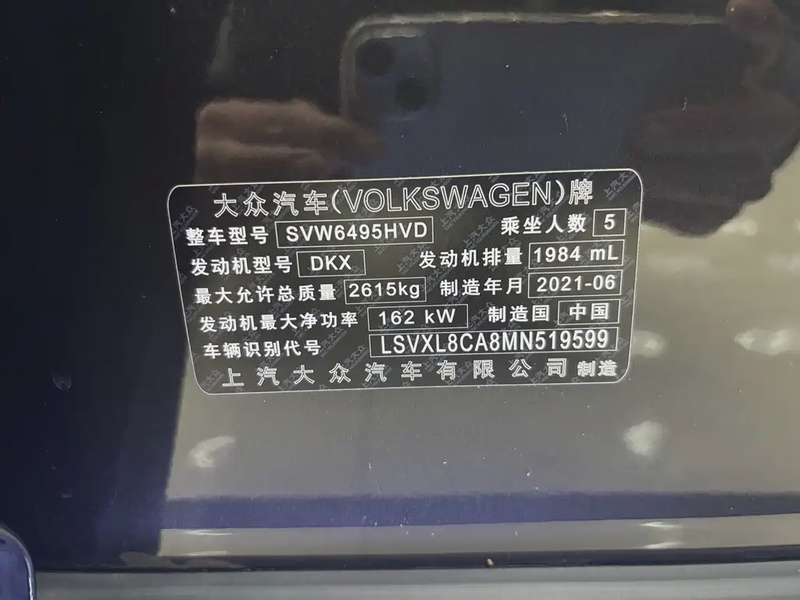 大众汽车(VOLKSWAGEN)牌
整车型号 SVW6495HVD 乘坐人数 5
发动机型号 DKX 发动机排量 1984 mL
最大允许总质量 2615kg 制造年月 2021-06
发动机最大净功率 162 kW 制造国 中国
车辆识别代号 LSVXL8CA8MN519599
上汽大众汽车有限公司 制造